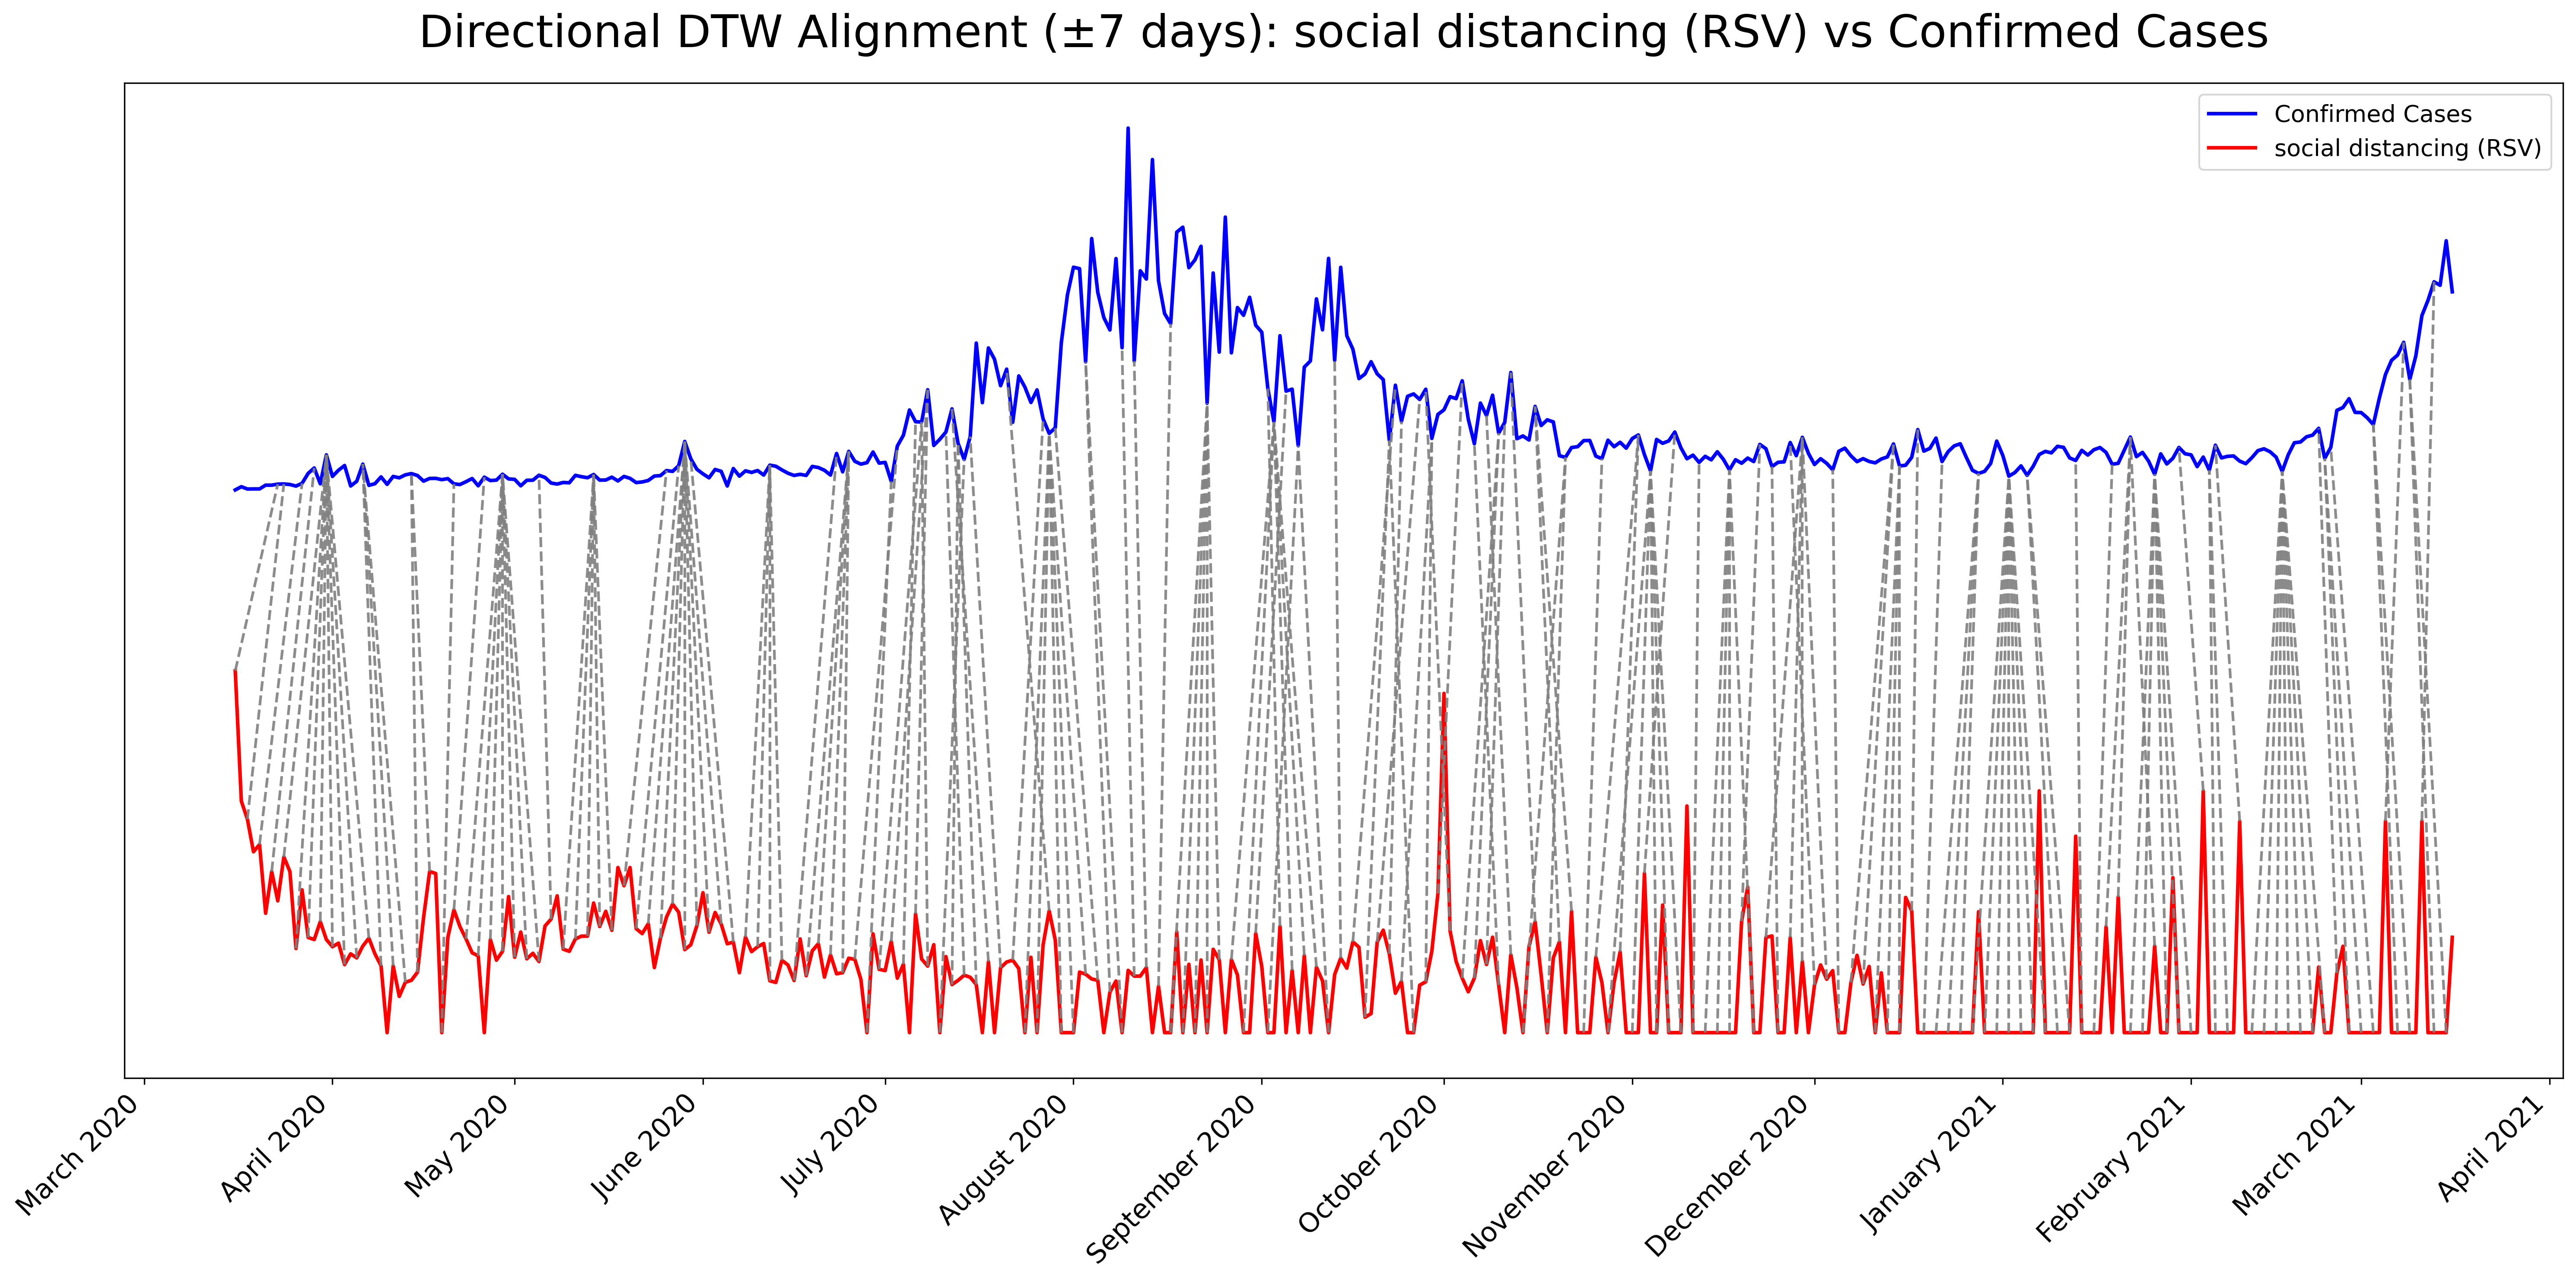 Directional DTW Alignment (±7 days): social distancing (RSV) vs Confirmed Cases
Confirmed Cases
social distancing (RSV)
March 2020
April 2020
May 2020
June 2020
July 2020
August 2020
September 2020
October 2020
November 2020
December 2020
January 2021
February 2021
March 2021
April 2021